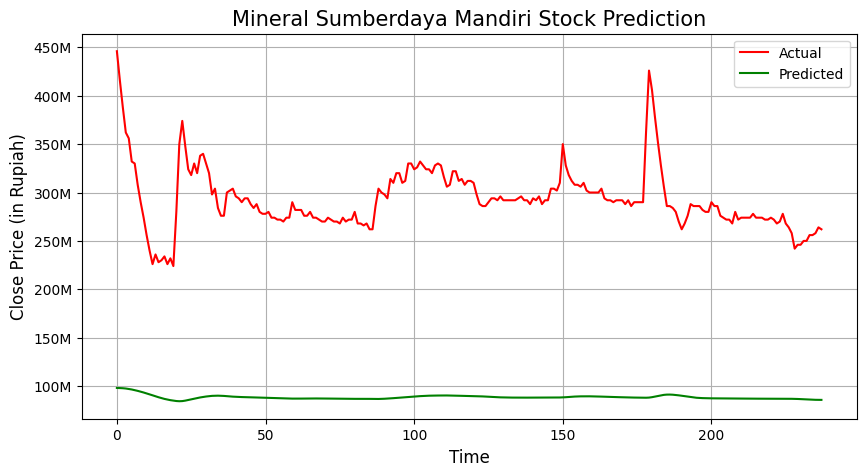 Mineral Sumberdaya Mandiri Stock Prediction
Actual
Predicted
Close Price (in Rupiah)
450M
400M
350M
300M
250M
200M
150M
100M
0
50
100
150
200
Time